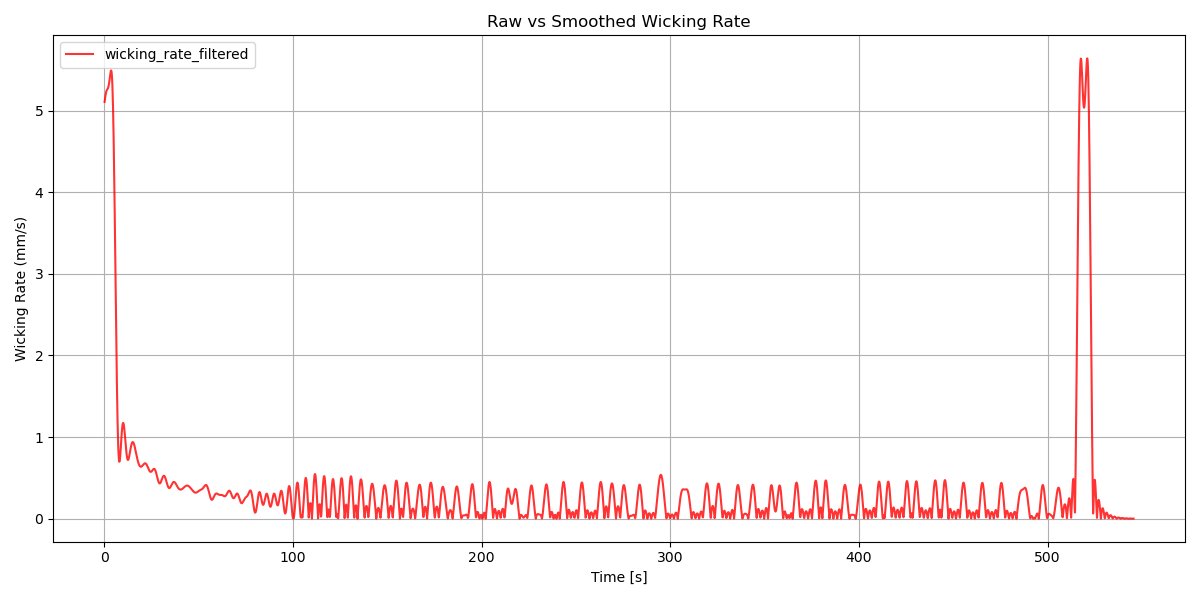 Raw vs Smoothed Wicking Rate
wicking_rate_filtered
Wicking Rate (mm/s)
5
4
3
2
1
0
0 100 200 300 400 500
Time [s]